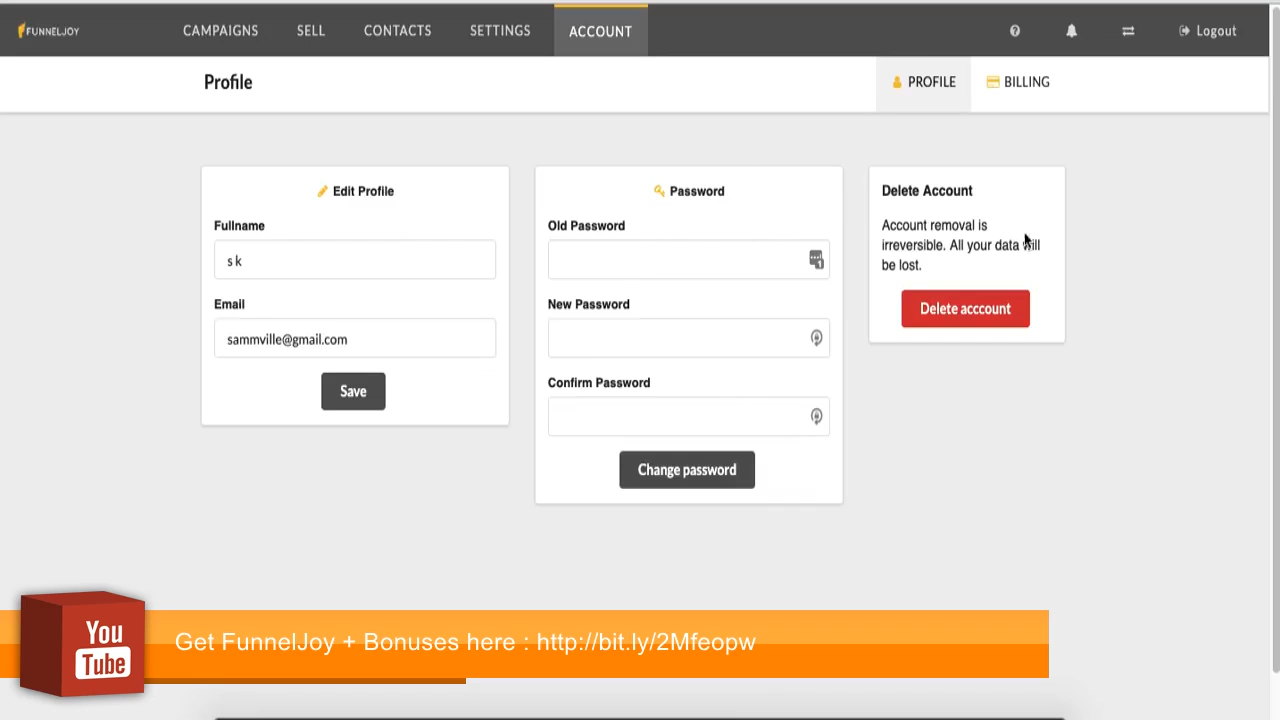 FUNNELJOY CAMPAIGNS SELL CONTACTS SETTINGS ACCOUNT Logout
Profile PROFILE BILLING
Edit Profile
Fullname
s k
Email
sammville@gmail.com
Save
Password
Old Password
New Password
Confirm Password
Change password
Delete Account
Account removal is
irreversible. All your data will
be lost.
Delete acccount
You
Tube
Get FunnelJoy + Bonuses here : http://bit.ly/2Mfeopw